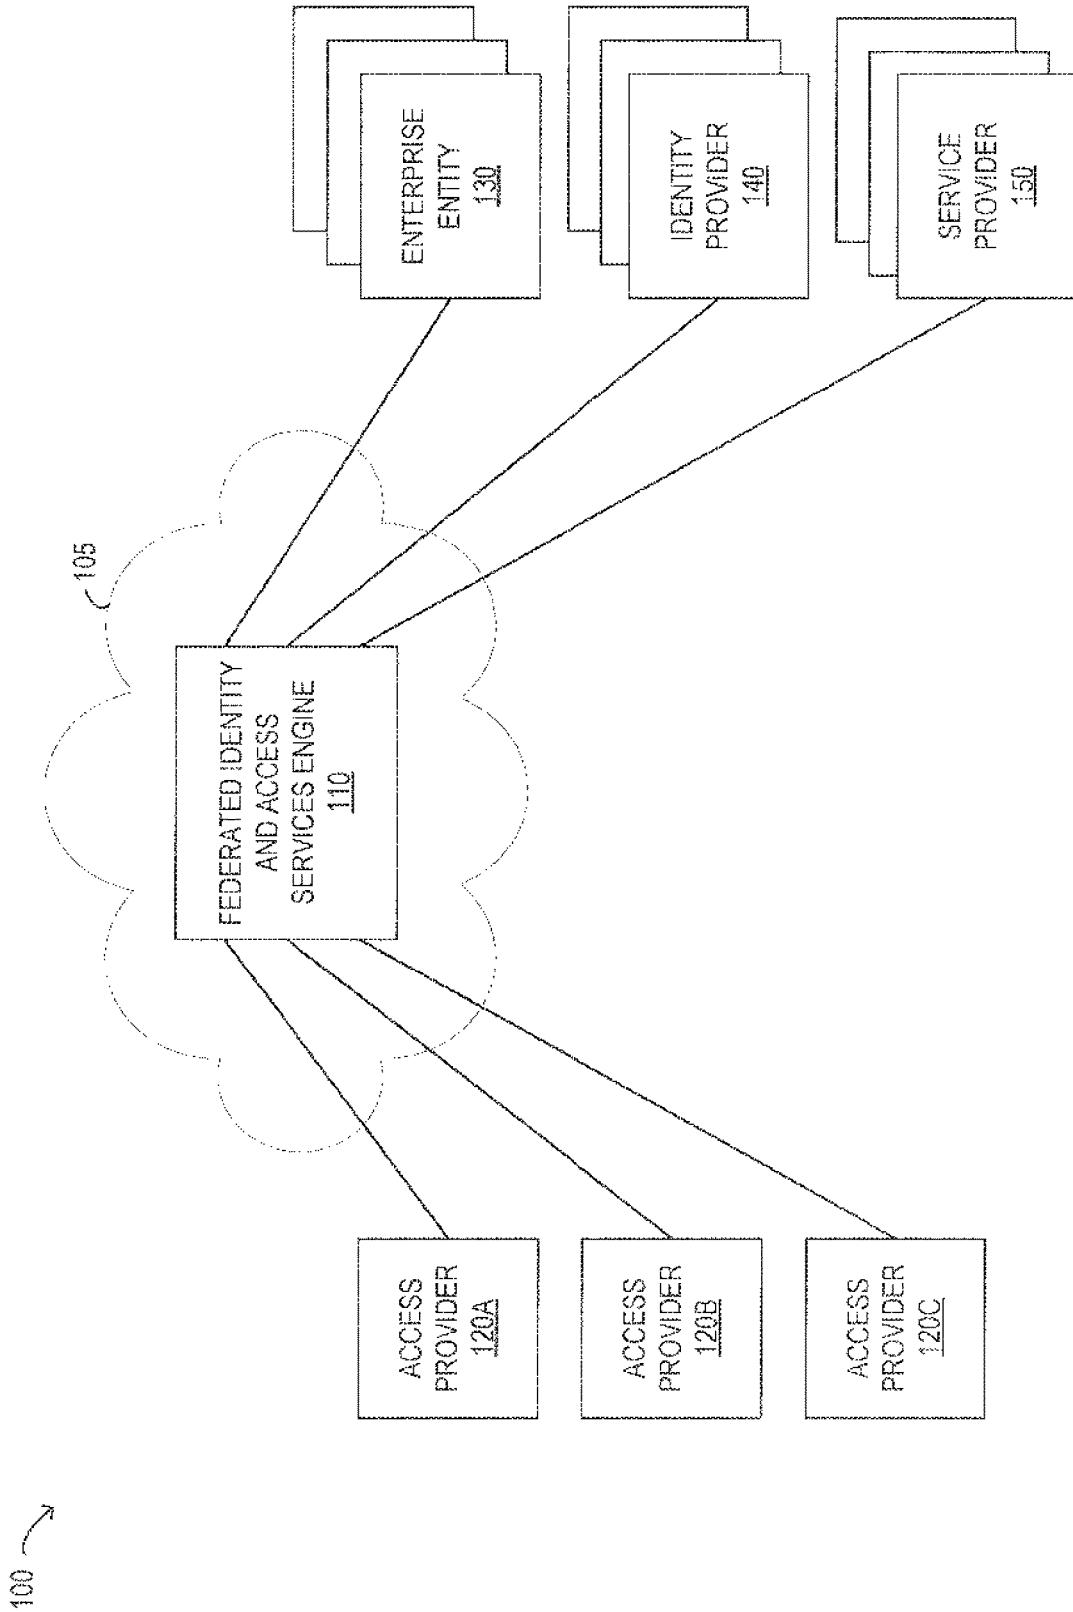 100
105
FEDERATED IDENTITY
AND ACCESS
SERVICES ENGINE
110
ACCESS
PROVIDER
120A
ACCESS
PROVIDER
120B
ACCESS
PROVIDER
120C
ENTERPRISE
ENTITY
130
IDENTITY
PROVIDER
140
SERVICE
PROVIDER
150